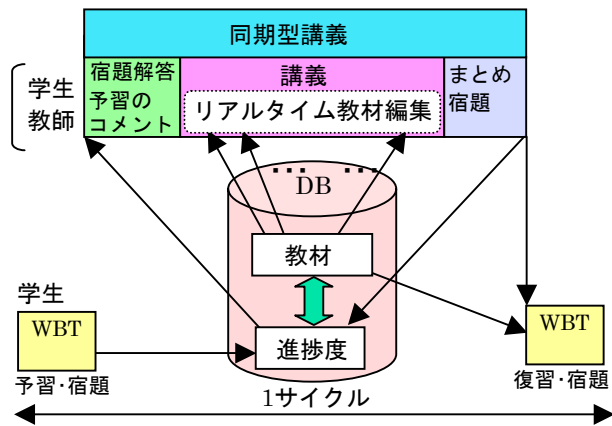 同期型講義
学生
教師
宿題解答
予習の
コメント
講義
リアルタイム教材編集
まとめ
宿題
… …
DB
教材
進捗度
学生
WBT
予習・宿題
WBT
復習・宿題
1サイクル